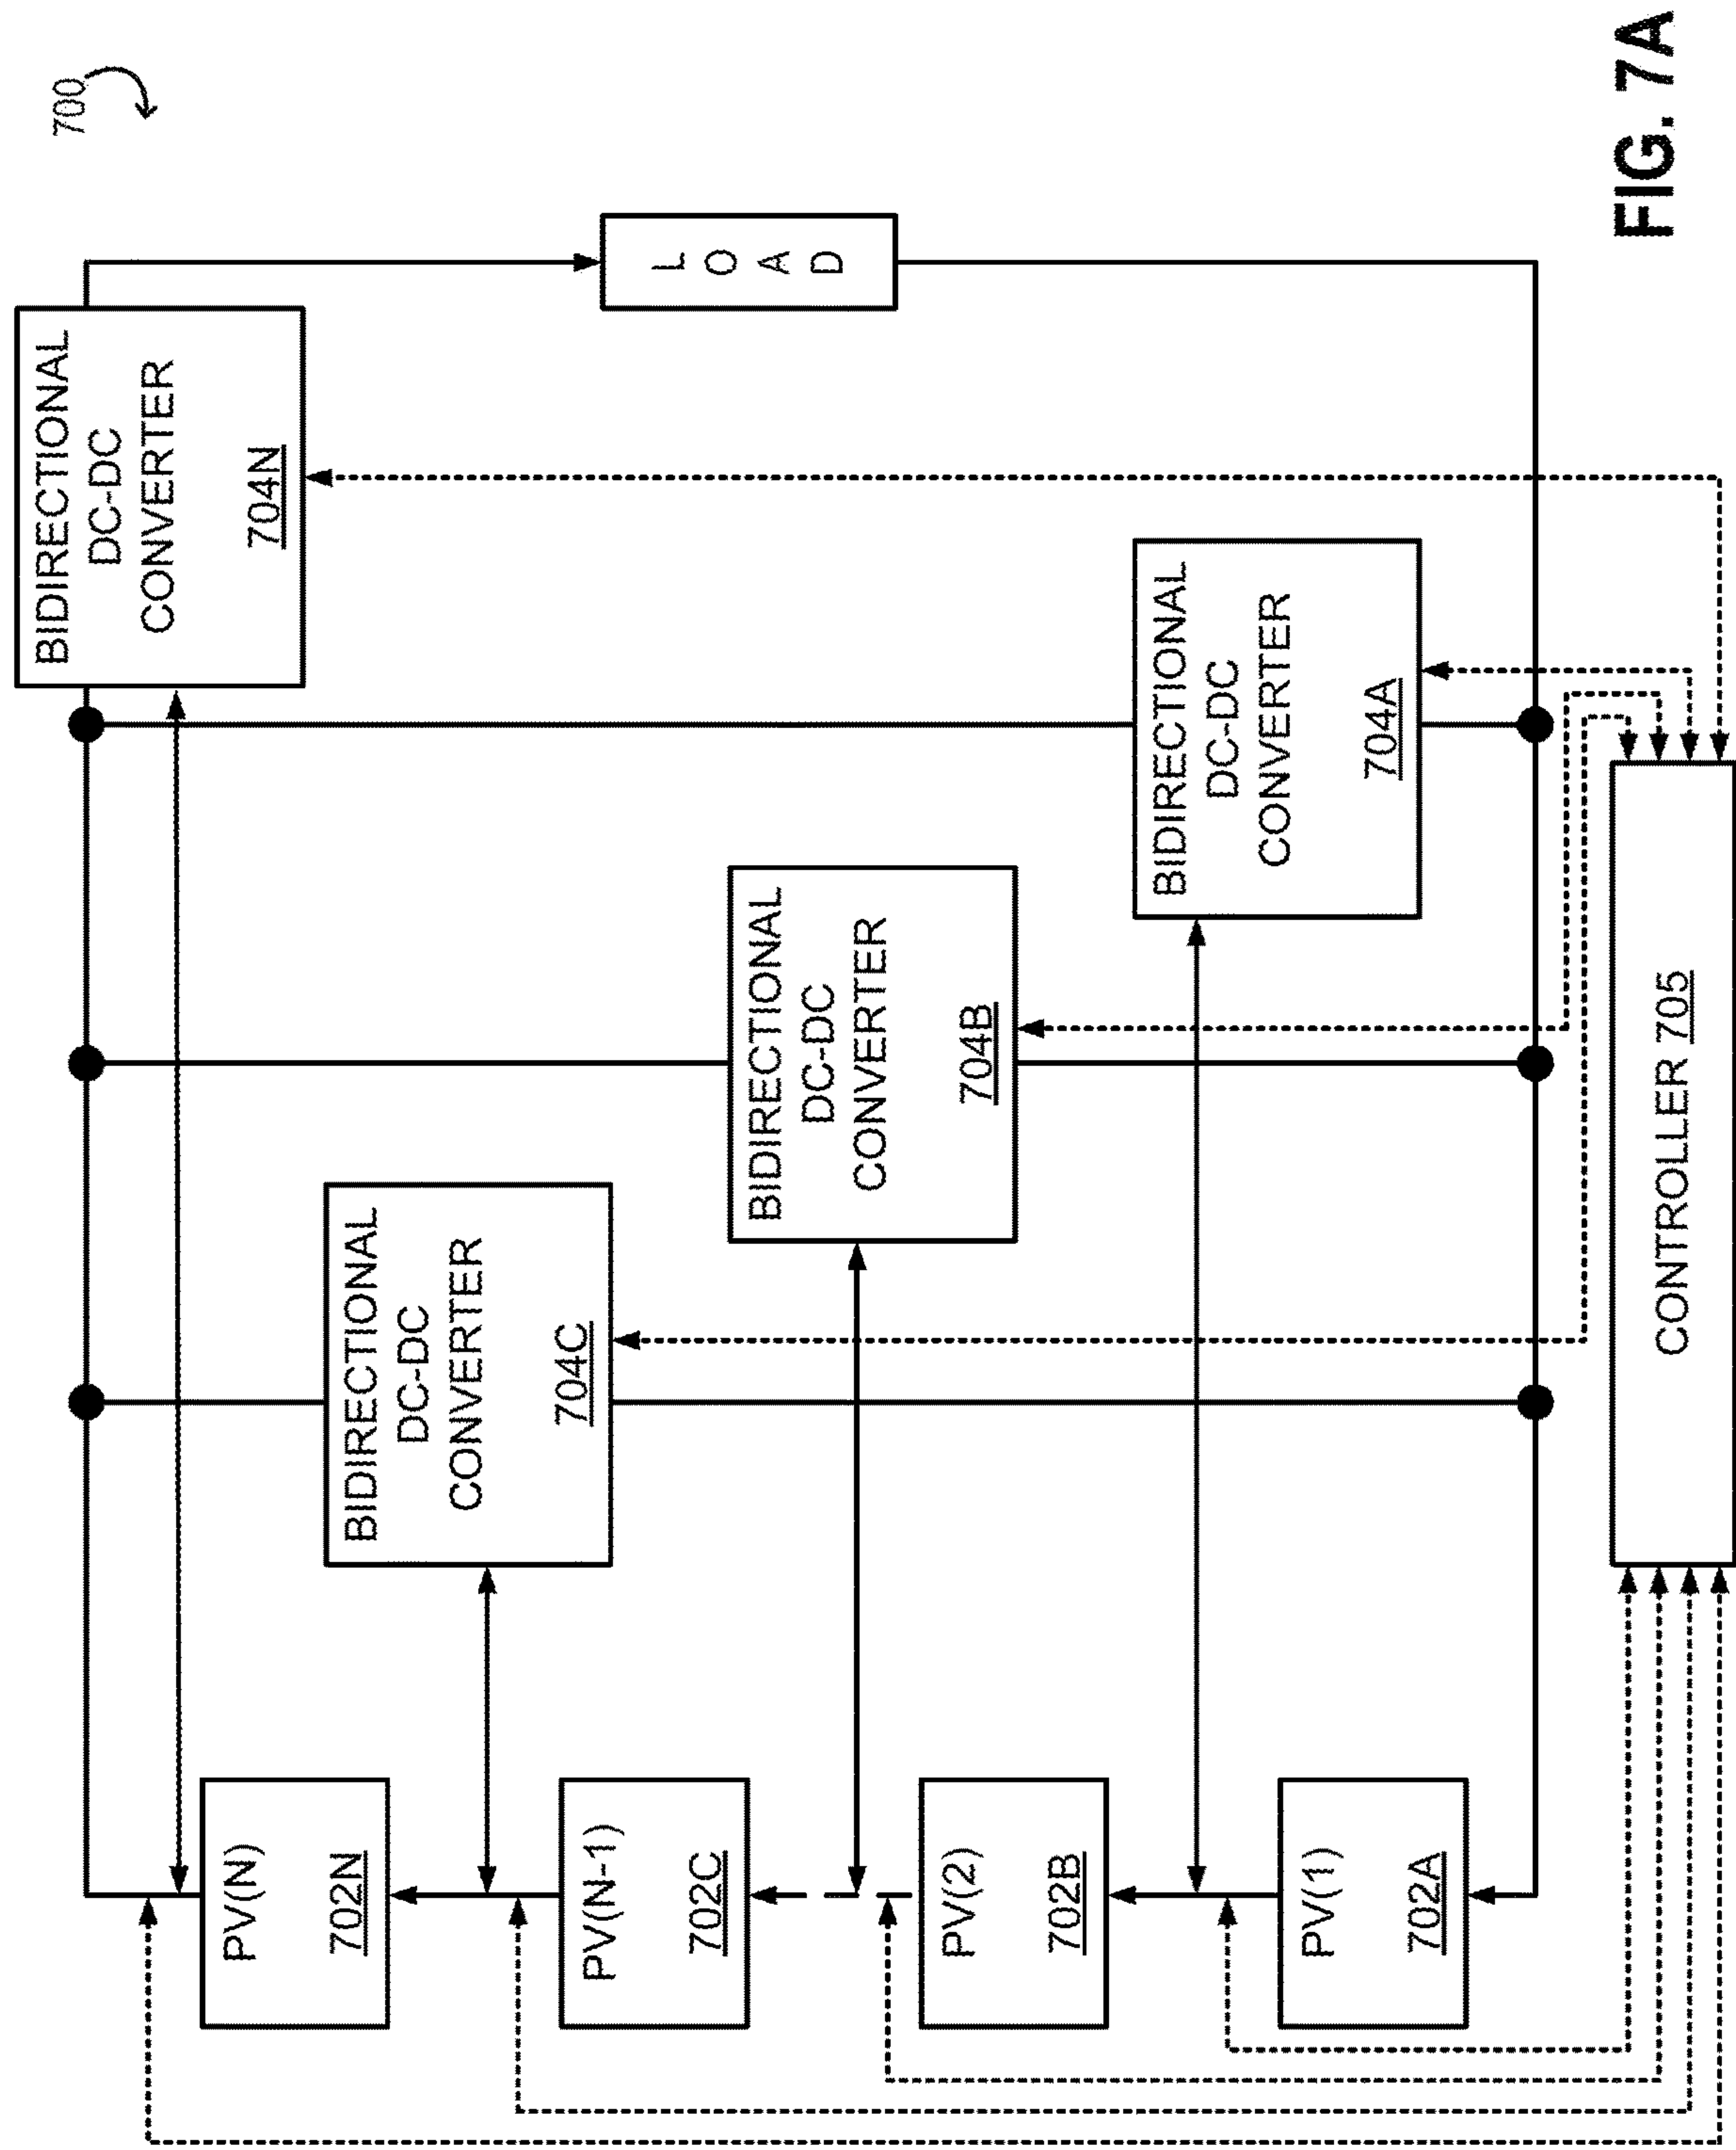 700
BIDIRECTIONAL
DC-DC
CONVERTER
704N
LOAD
BIDIRECTIONAL
DC-DC
CONVERTER
704C
BIDIRECTIONAL
DC-DC
CONVERTER
704B
BIDIRECTIONAL
DC-DC
CONVERTER
704A
PV(N)
702N
PV(N-1)
702C
PV(2)
702B
PV(1)
702A
CONTROLLER 705
FIG. 7A